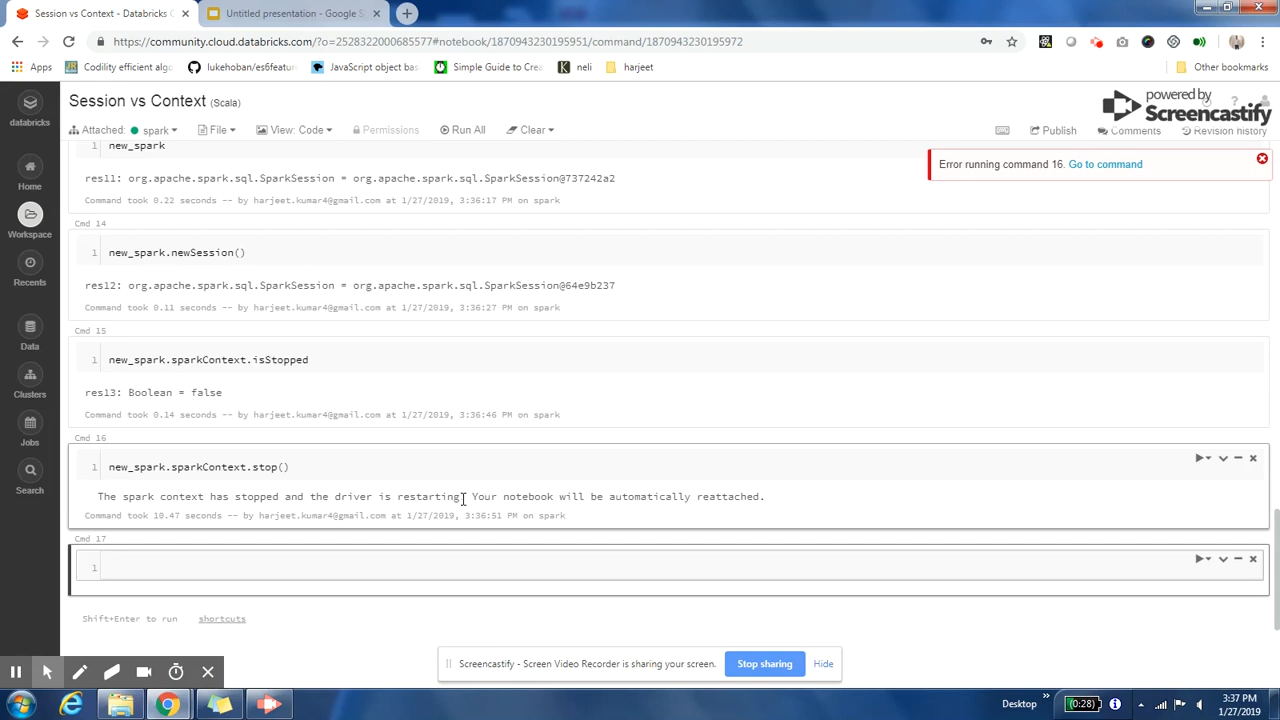 Session vs Context - Databricks C
Untitled presentation - Google S
https://community.cloud.databricks.com/?o=2528322000685577#notebook/1870943230195951/command/1870943230195972
Apps
Codility efficient algo
lukehoban/es6featur
JavaScript object bas
Simple Guide to Crea
neli
harjeet
Other bookmarks
databricks
Home
Workspace
Recents
Data
Clusters
Jobs
Search
Session vs Context (Scala)
powered by
Screencastify
Attached: spark
File
View: Code
Permissions
Run All
Clear
Publish
Comments
Revision history
Error running command 16. Go to command
new_spark
res11: org.apache.spark.sql.SparkSession = org.apache.spark.sql.SparkSession@737242a2
Command took 0.22 seconds -- by harjeet.kumar4@gmail.com at 1/27/2019, 3:36:17 PM on spark
Cmd 14
1 new_spark.newSession()
res12: org.apache.spark.sql.SparkSession = org.apache.spark.sql.SparkSession@64e9b237
Command took 0.11 seconds -- by harjeet.kumar4@gmail.com at 1/27/2019, 3:36:27 PM on spark
Cmd 15
1 new_spark.sparkContext.isStopped
res13: Boolean = false
Command took 0.14 seconds -- by harjeet.kumar4@gmail.com at 1/27/2019, 3:36:46 PM on spark
Cmd 16
1 new_spark.sparkContext.stop()
The spark context has stopped and the driver is restarting. Your notebook will be automatically reattached.
Command took 10.47 seconds -- by harjeet.kumar4@gmail.com at 1/27/2019, 3:36:51 PM on spark
Cmd 17
1
Shift+Enter to run shortcuts
Screencastify - Screen Video Recorder is sharing your screen.
Stop sharing
Hide
Desktop
(0:28)
3:37 PM
1/27/2019